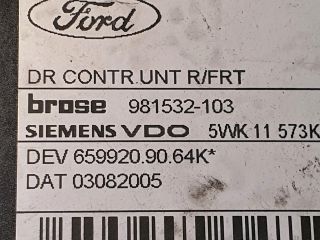 Ford
DR CONTR.UNT R/FRT
brose 981532-103
SIEMENS VDO 5WK 11 573K
DEV 659920.90.64K*
DAT 03082005